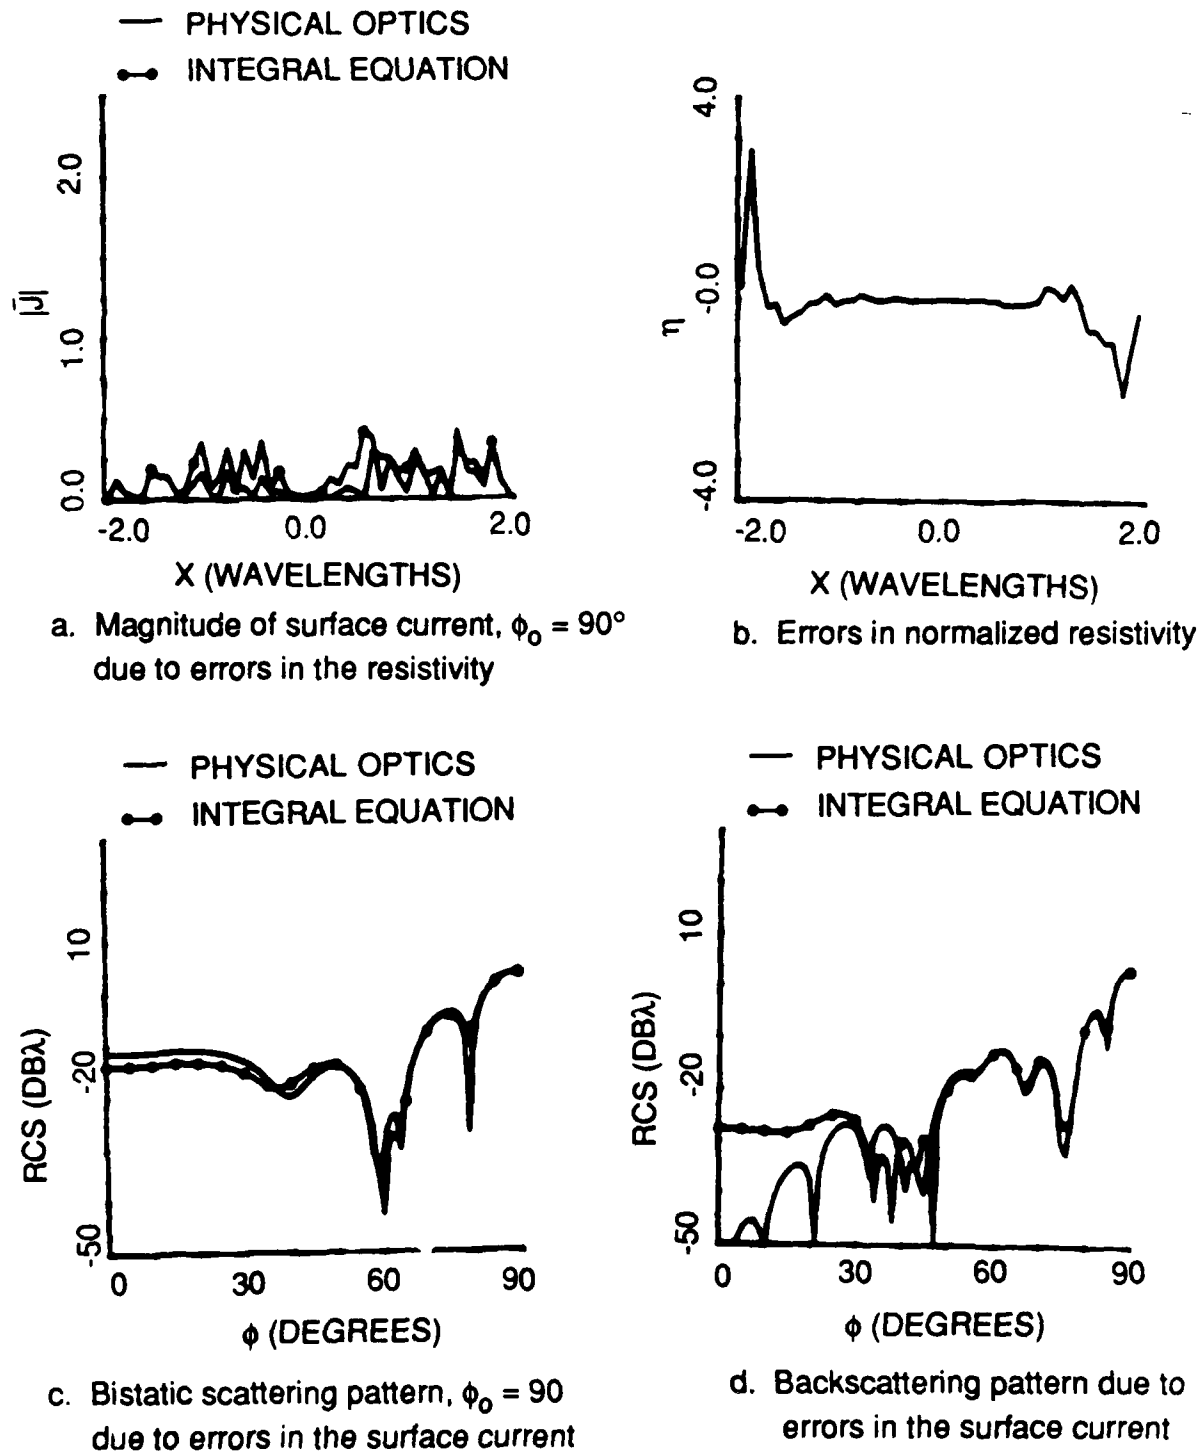 PHYSICAL OPTICS
INTEGRAL EQUATION
2.0
1.0
0.0
|J̄|
-2.0 0.0 2.0
X (WAVELENGTHS)
a. Magnitude of surface current, ϕo = 90°
due to errors in the resistivity
4.0
-0.0
-4.0
η
-2.0 0.0 2.0
X (WAVELENGTHS)
b. Errors in normalized resistivity
PHYSICAL OPTICS
INTEGRAL EQUATION
10
-20
-50
RCS (DBλ)
0 30 60 90
ϕ (DEGREES)
c. Bistatic scattering pattern, ϕo = 90
due to errors in the surface current
PHYSICAL OPTICS
INTEGRAL EQUATION
10
-20
-50
RCS (DBλ)
0 30 60 90
ϕ (DEGREES)
d. Backscattering pattern due to
errors in the surface current